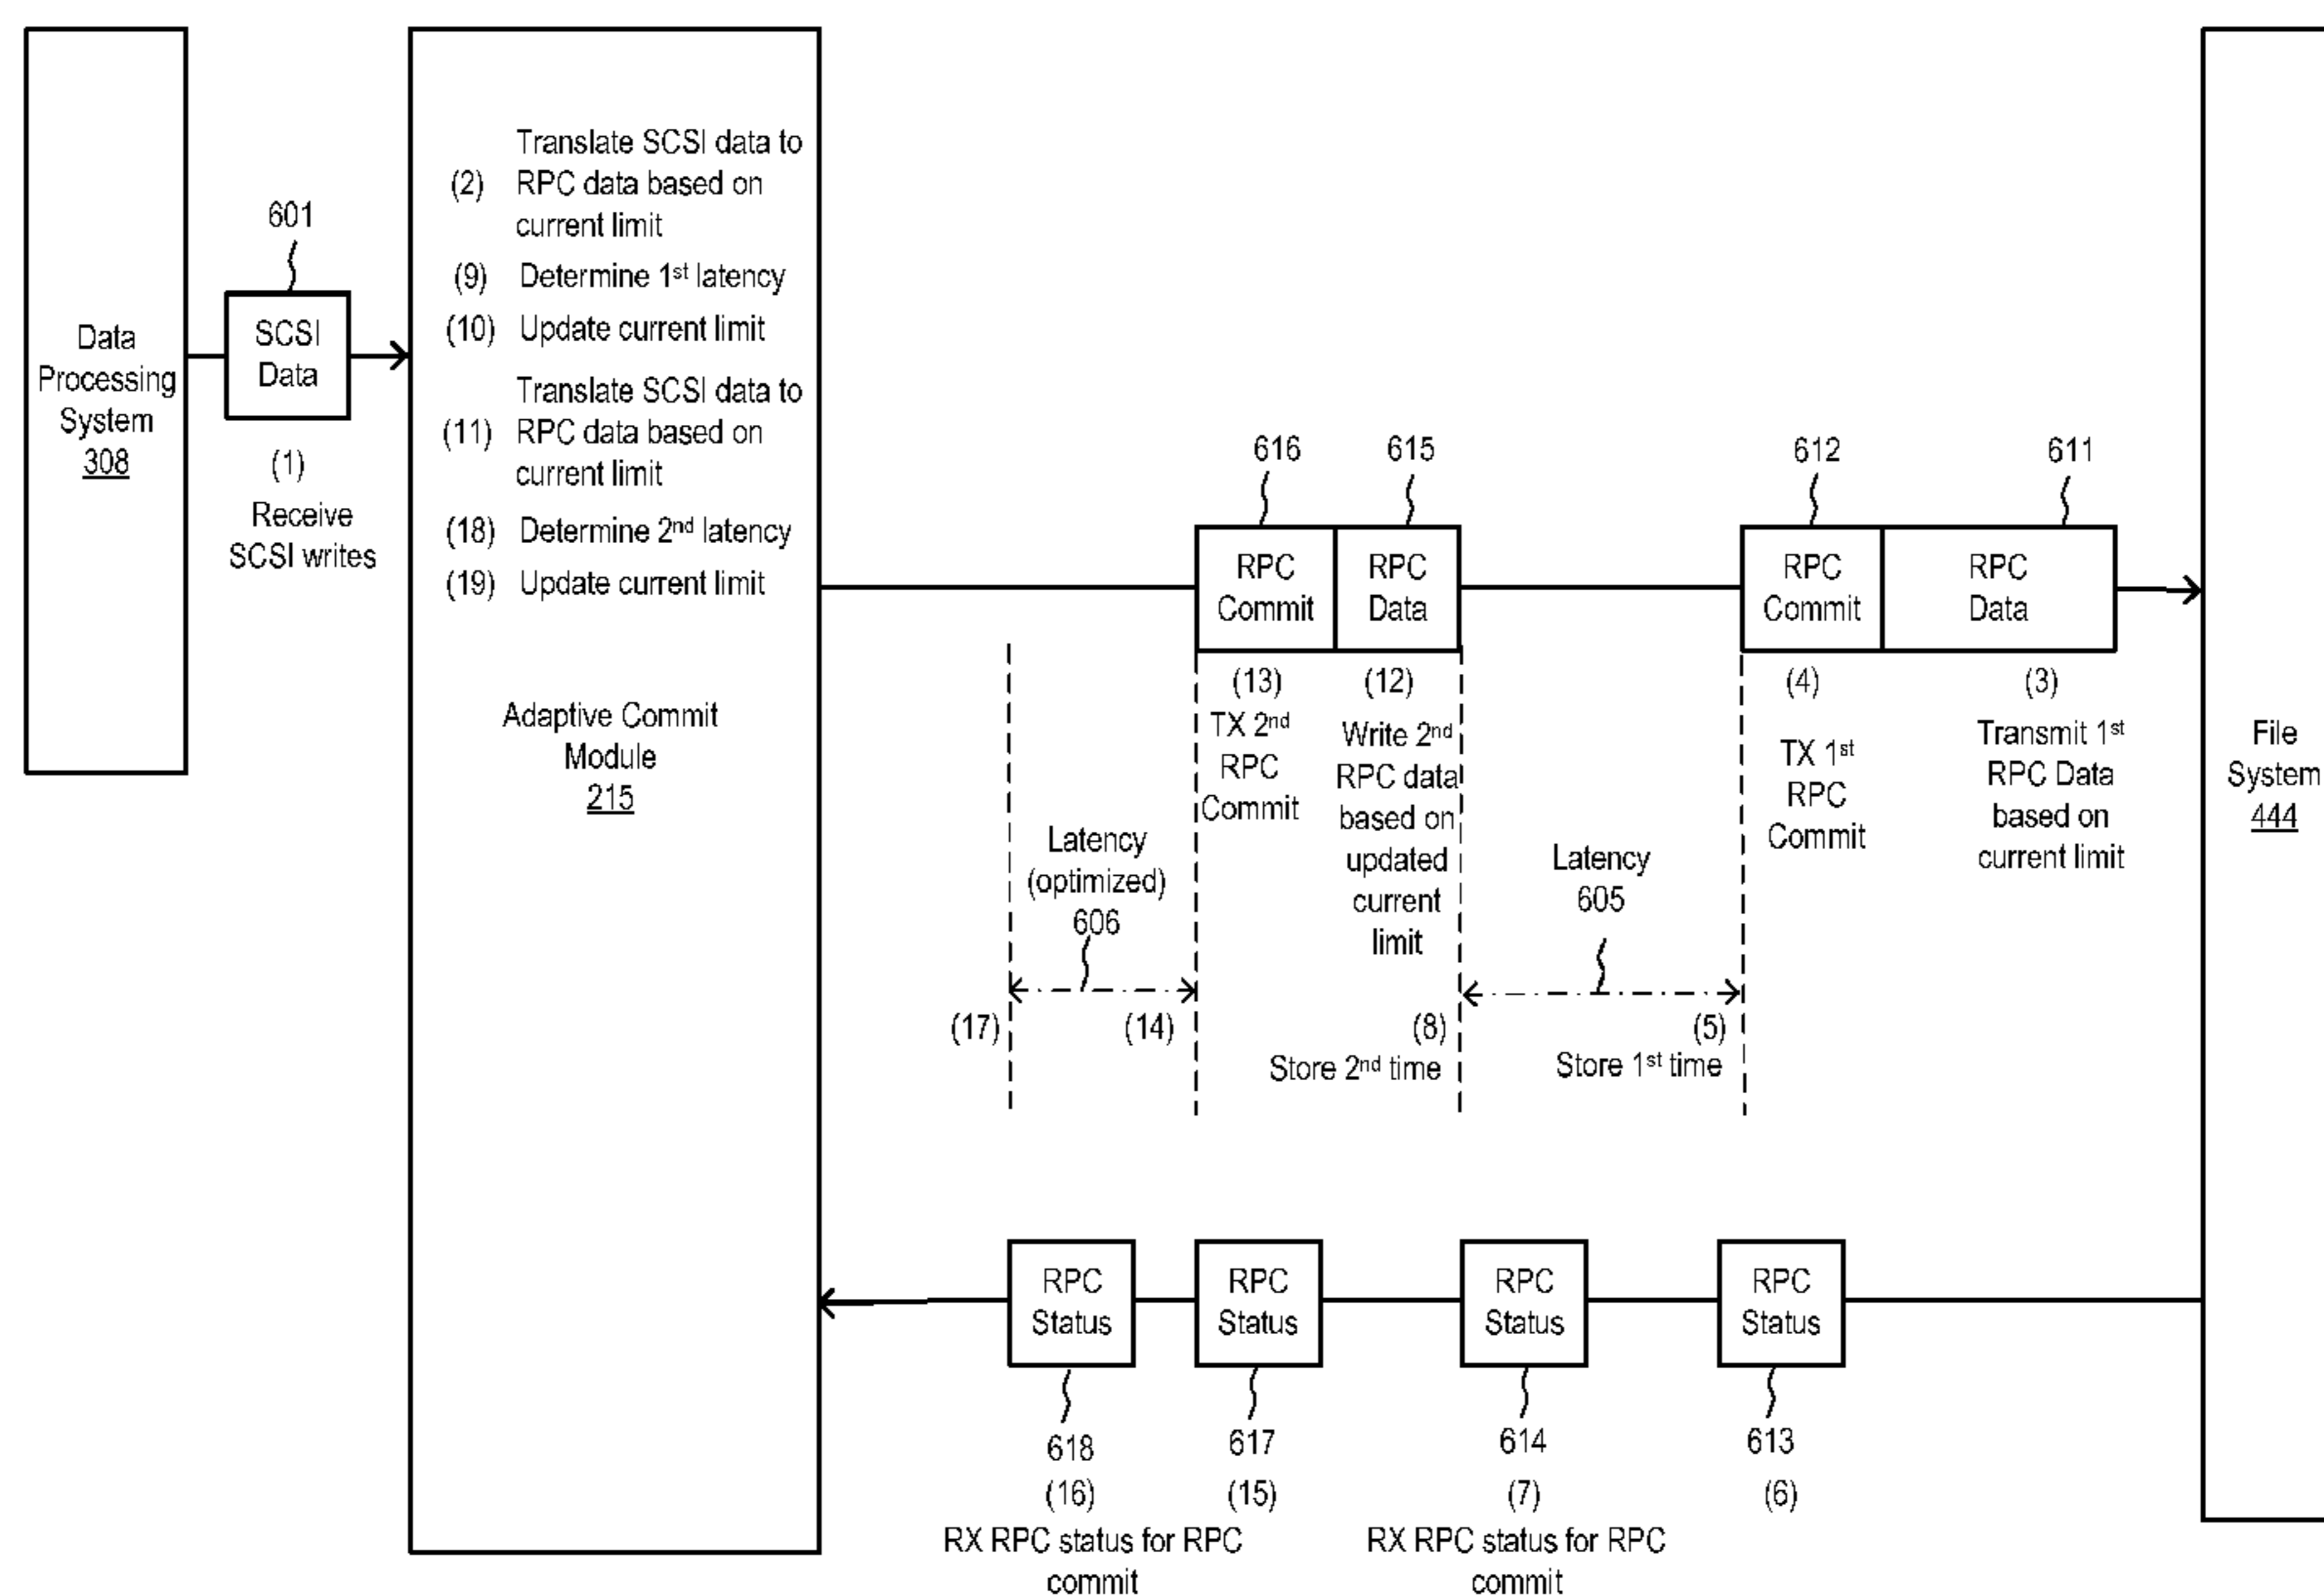 Data
Processing
System
308
601
SCSI
Data
(1)
Receive
SCSI writes
Translate SCSI data to
(2) RPC data based on
current limit
(9) Determine 1st latency
(10) Update current limit
Translate SCSI data to
(11) RPC data based on
current limit
(18) Determine 2nd latency
(19) Update current limit
Adaptive Commit
Module
215
616
RPC
Commit
(13)
TX 2nd
RPC
Commit
615
RPC
Data
(12)
Write 2nd
RPC data
based on
updated
current
limit
612
RPC
Commit
(4)
TX 1st
RPC
Commit
611
RPC
Data
(3)
Transmit 1st
RPC Data
based on
current limit
Latency
(optimized)
606
(17)
(14)
Latency
605
(8)
Store 2nd time
(5)
Store 1st time
File
System
444
RPC
Status
618
(16)
RX RPC status for RPC
commit
RPC
Status
617
(15)
RPC
Status
614
(7)
RX RPC status for RPC
commit
RPC
Status
613
(6)